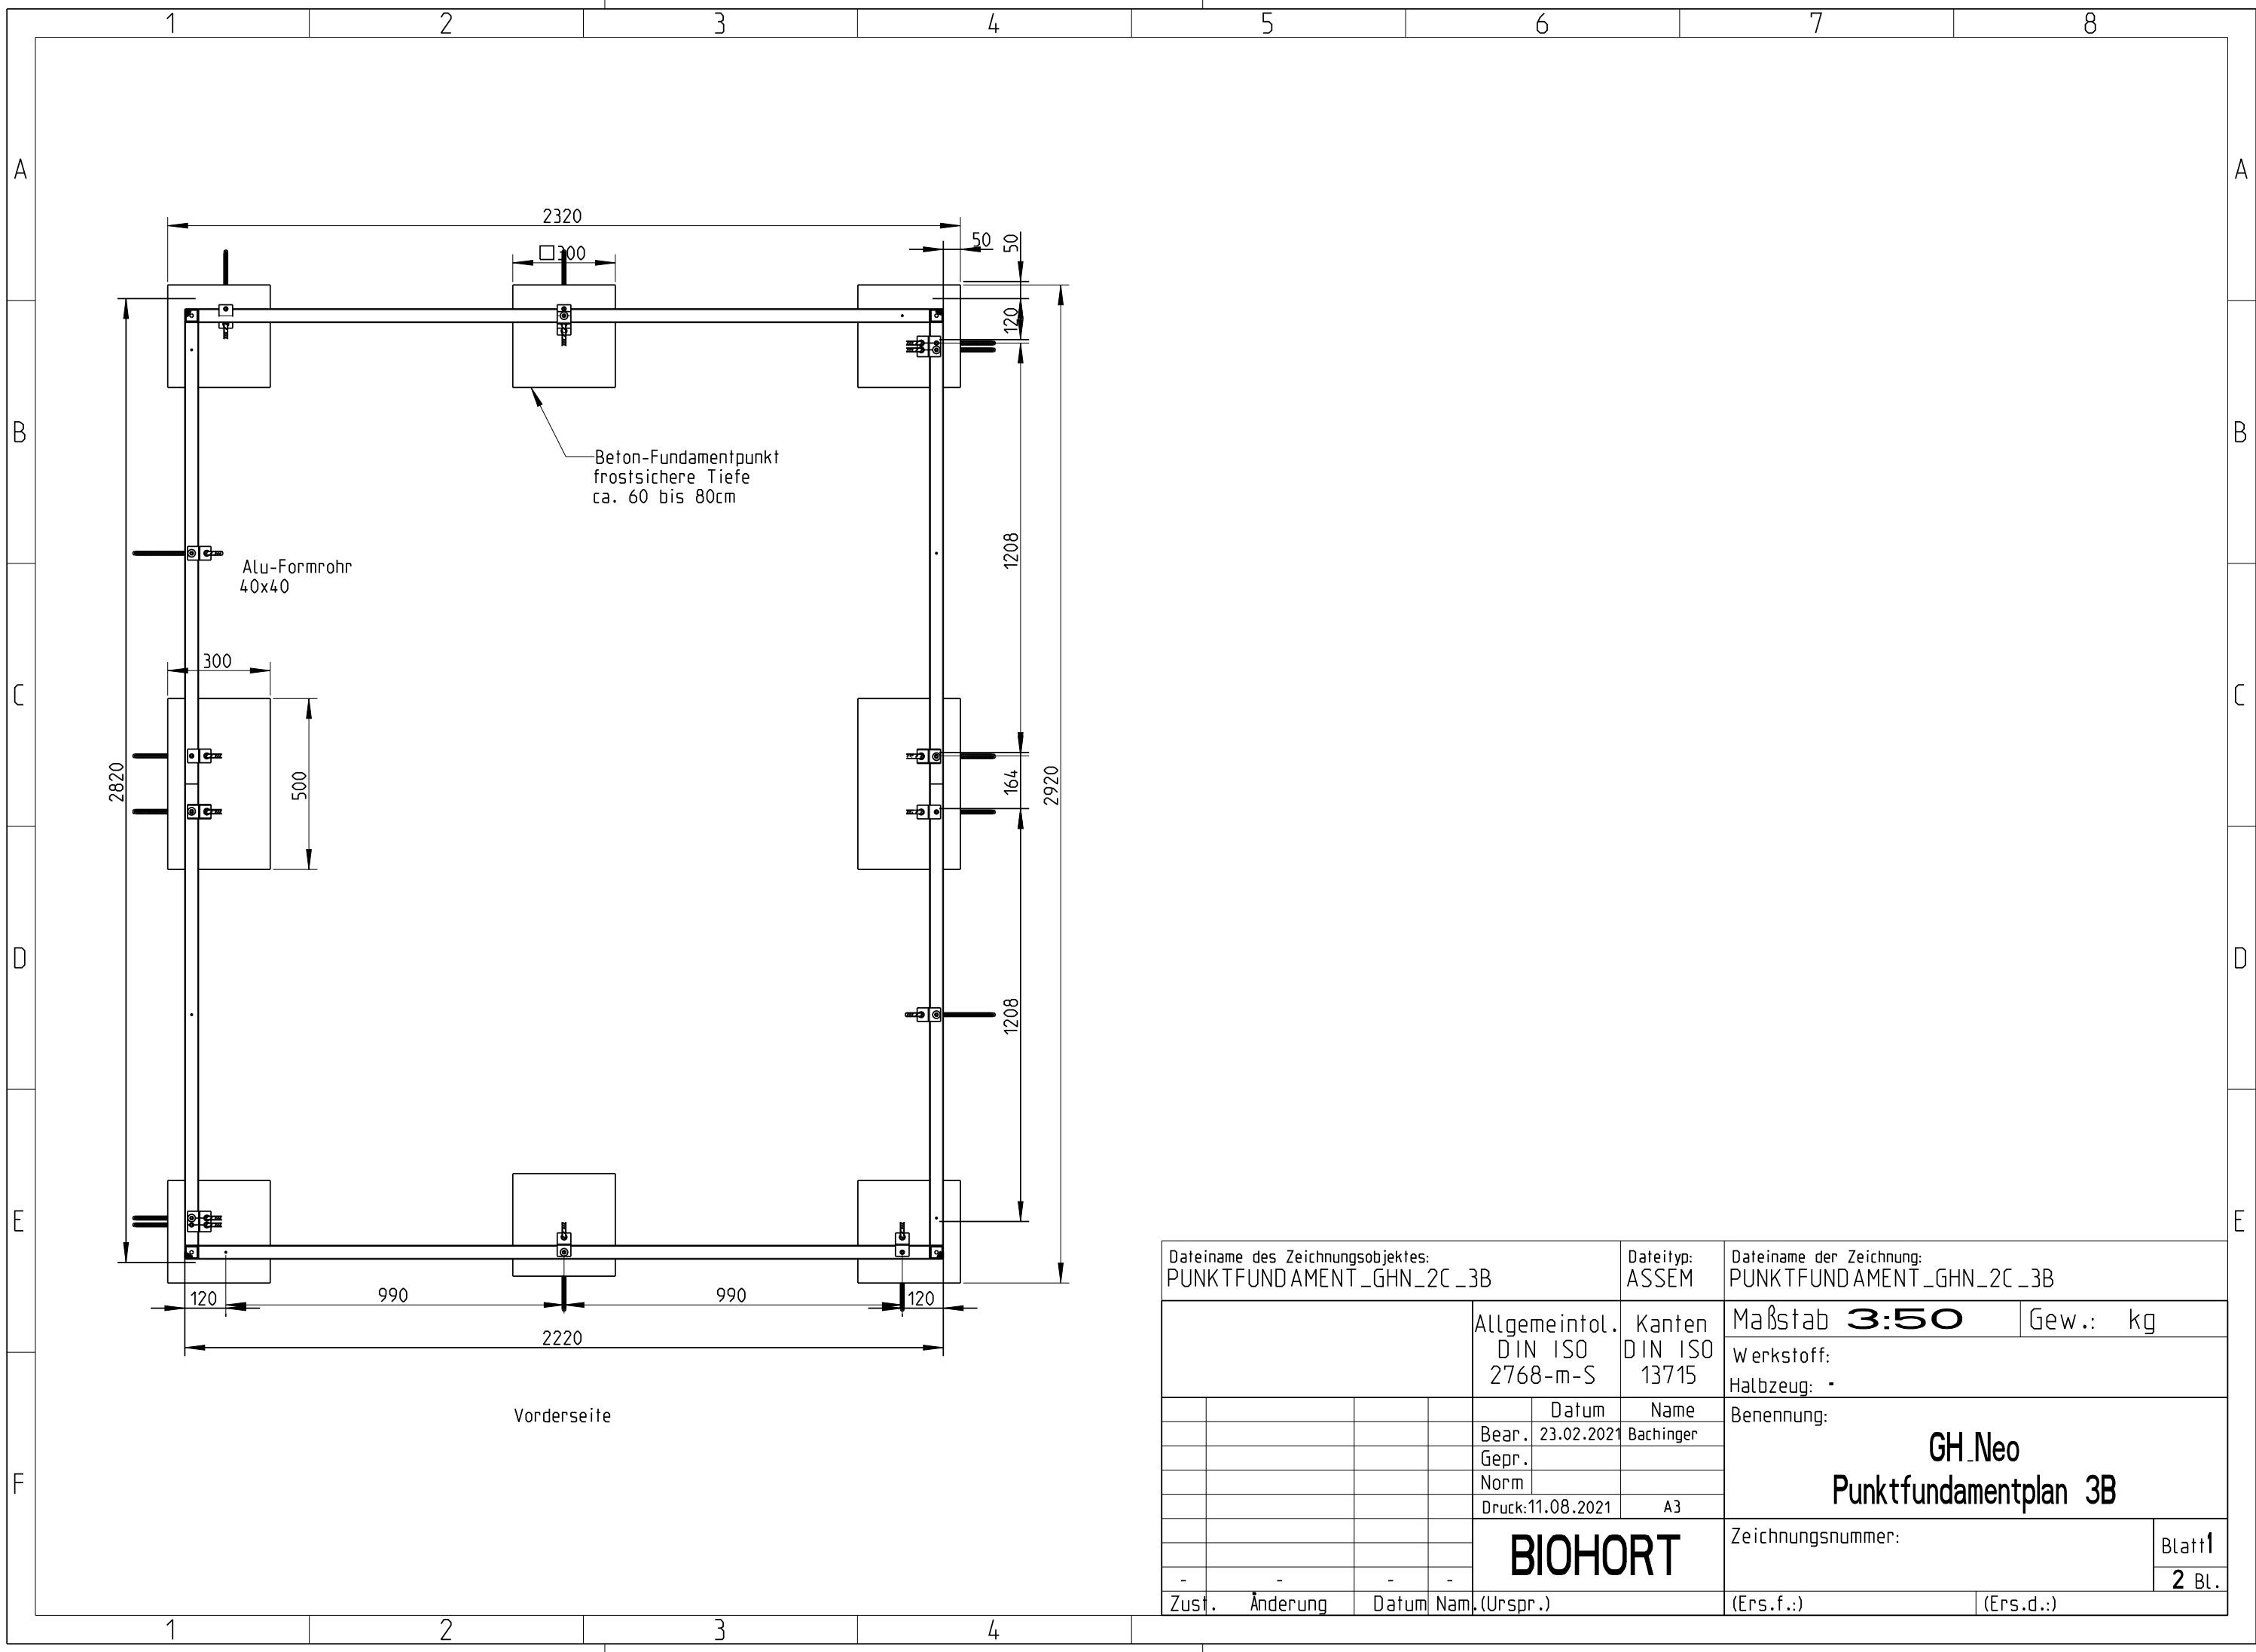 1 2 3 4 5 6 7 8
A A
B B
C C
D D
E E
F
2320
□300
50
50
120
Beton-Fundamentpunkt
frostsichere Tiefe
ca. 60 bis 80cm
1208
Alu-Formrohr
40x40
300
500
2820
164
2920
1208
120 990 990 120
2220
Vorderseite
Dateiname des Zeichnungsobjektes:
PUNKTFUNDAMENT_GHN_2C_3B
Dateityp:
ASSEM
Dateiname der Zeichnung:
PUNKTFUNDAMENT_GHN_2C_3B
Allgemeintol.
DIN ISO
2768-m-S
Kanten
DIN ISO
13715
Maßstab 3:50
Gew.: kg
Werkstoff:
Halbzeug: -
Datum Name
Bear. 23.02.2021 Bachinger
Gepr.
Norm
Druck:11.08.2021 A3
Benennung:
GH_Neo
Punktfundamentplan 3B
BIOHORT
Zeichnungsnummer:
Blatt1
2 Bl.
- - - -
Zust. Änderung Datum Nam. (Urspr.)
(Ers.f.:) (Ers.d.:)
1 2 3 4